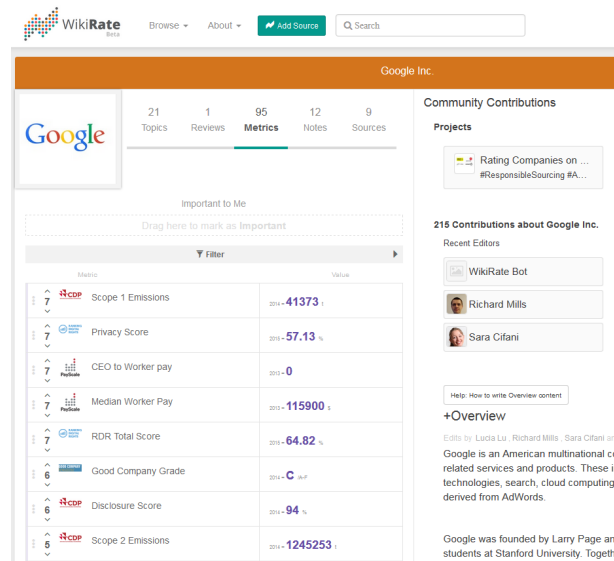 WikiRate
Beta
Browse
About
Add Source
Search
Google Inc.
Google
21
Topics
1
Reviews
95
Metrics
12
Notes
9
Sources
Important to Me
Drag here to mark as Important
Filter
Metric
Value
7
CDP
Scope 1 Emissions
2014 = 41373 t
7
Privacy Score
2015 = 57.13 %
7
PayScale
CEO to Worker pay
2013 = 0
7
PayScale
Median Worker Pay
2013 = 115900 $
7
RDR Total Score
2015 = 64.82 %
6
Good Company Grade
2014 = C /A-F
6
CDP
Disclosure Score
2014 = 94 %
5
CDP
Scope 2 Emissions
2014 = 1245253 t
Community Contributions
Projects
Rating Companies on ...
#ResponsibleSourcing #A...
215 Contributions about Google Inc.
Recent Editors
WikiRate Bot
Richard Mills
Sara Cifani
Help: How to write Overview content
+Overview
Edits by Lucia Lu , Richard Mills , Sara Cifani an
Google is an American multinational co
related services and products. These i
technologies, search, cloud computing
derived from AdWords.
Google was founded by Larry Page an
students at Stanford University. Togeth